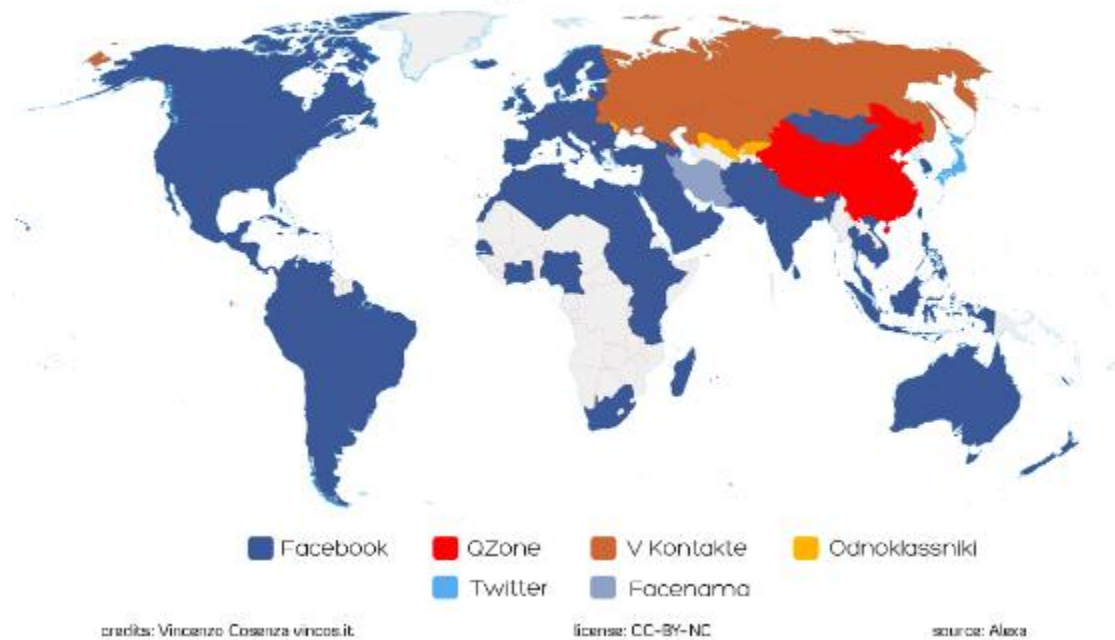 Facebook QZone V Kontakte Odnoklassniki
Twitter Facenama
credits: Vincenzo Cosenza vincos.it license: CC-BY-NC source: Alexa